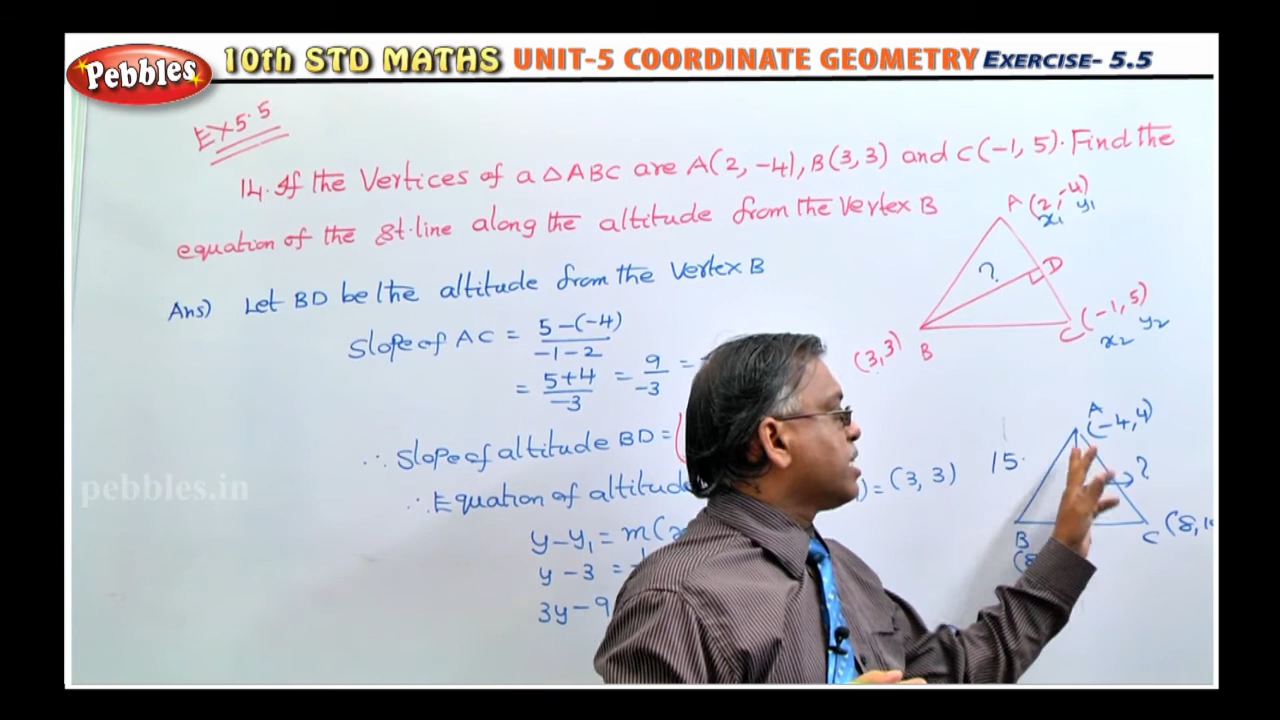 Pebbles
10th STD MATHS UNIT-5 COORDINATE GEOMETRY EXERCISE- 5.5
EX 5.5
14. If the Vertices of a △ABC are A(2, -4), B(3, 3) and C(-1, 5). Find the
equation of the St.line along the altitude from the Vertex B
A (2, -4)
x₁ y₁
D
?
C (-1, 5)
x₂ y₂
(3, 3) B
Ans) Let BD be the altitude from the Vertex B
Slope of AC = 5-(-4) / -1-2
= 5+4 / -3 = 9 / -3 =
∴ Slope of altitude BD =
∴ Equation of altitude ) = (3, 3)
y-y₁ = m(
y-3 =
3y-9
15.
A
(-4, 4)
?
B
(8
C (8, 1
pebbles.in